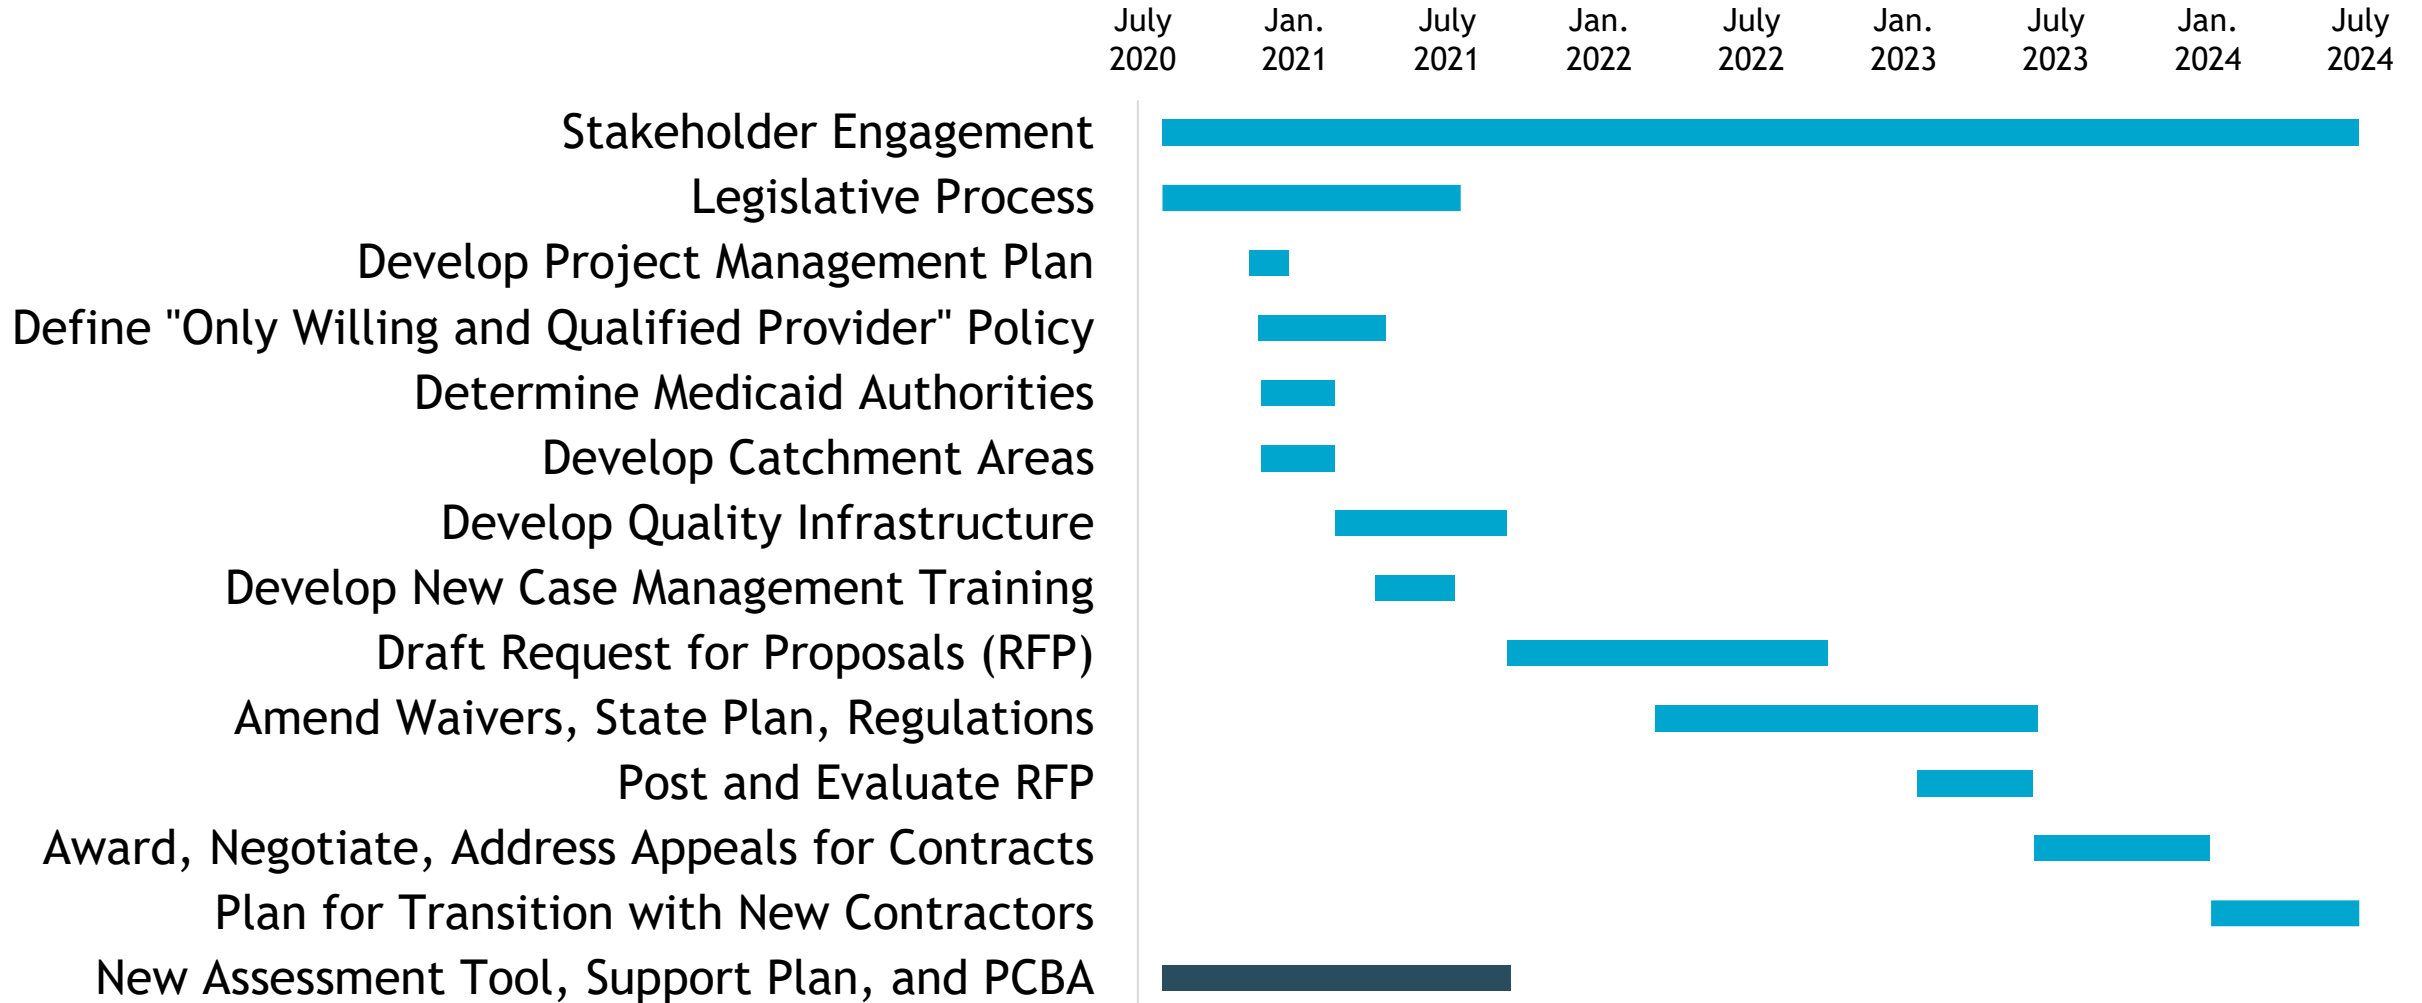 July Jan. July Jan. July Jan. July Jan. July
2020 2021 2021 2022 2022 2023 2023 2024 2024
Stakeholder Engagement
Legislative Process
Develop Project Management Plan
Define "Only Willing and Qualified Provider" Policy
Determine Medicaid Authorities
Develop Catchment Areas
Develop Quality Infrastructure
Develop New Case Management Training
Draft Request for Proposals (RFP)
Amend Waivers, State Plan, Regulations
Post and Evaluate RFP
Award, Negotiate, Address Appeals for Contracts
Plan for Transition with New Contractors
New Assessment Tool, Support Plan, and PCBA